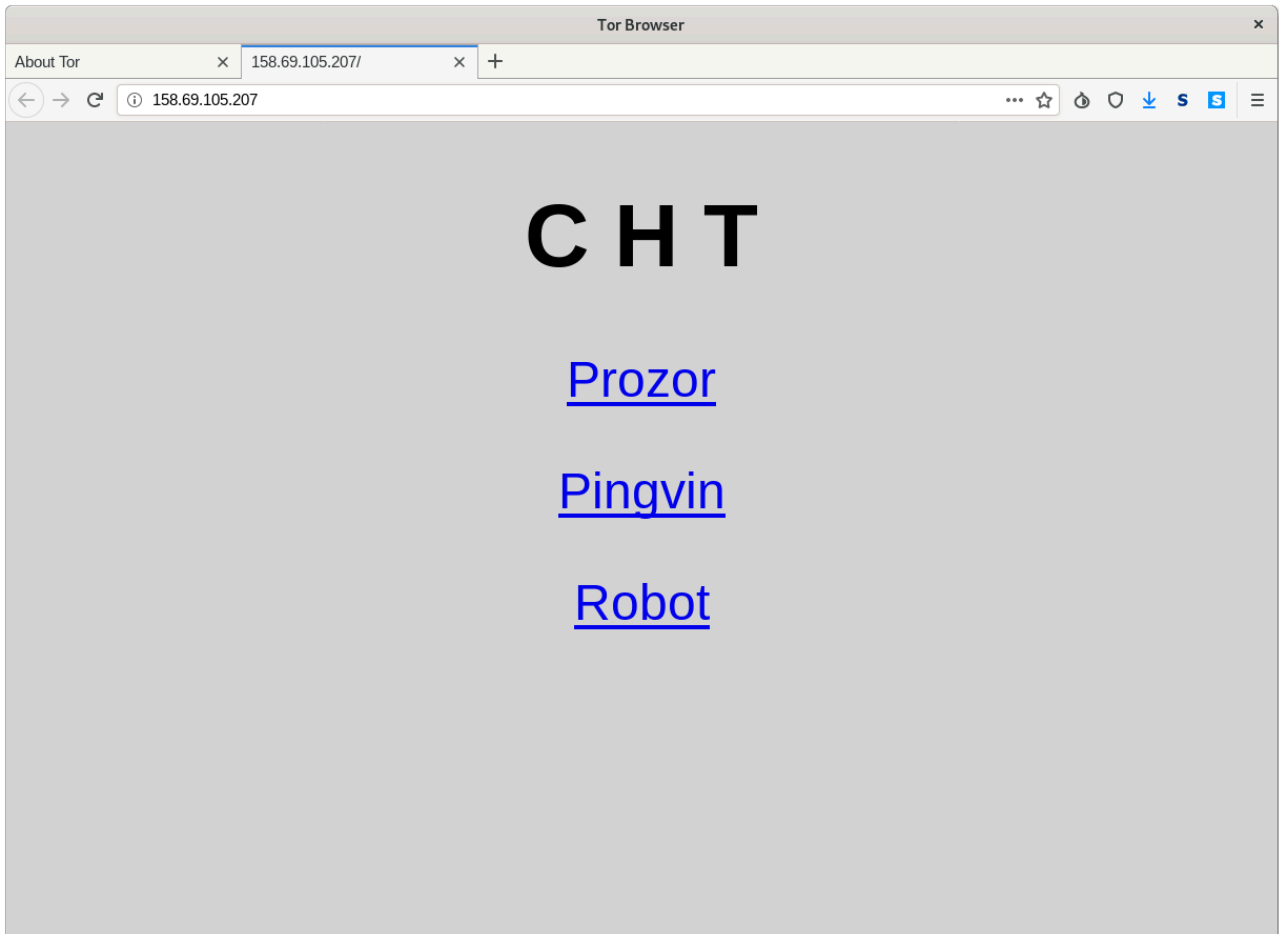 Tor Browser
About Tor
158.69.105.207/
158.69.105.207
C H T
Prozor
Pingvin
Robot